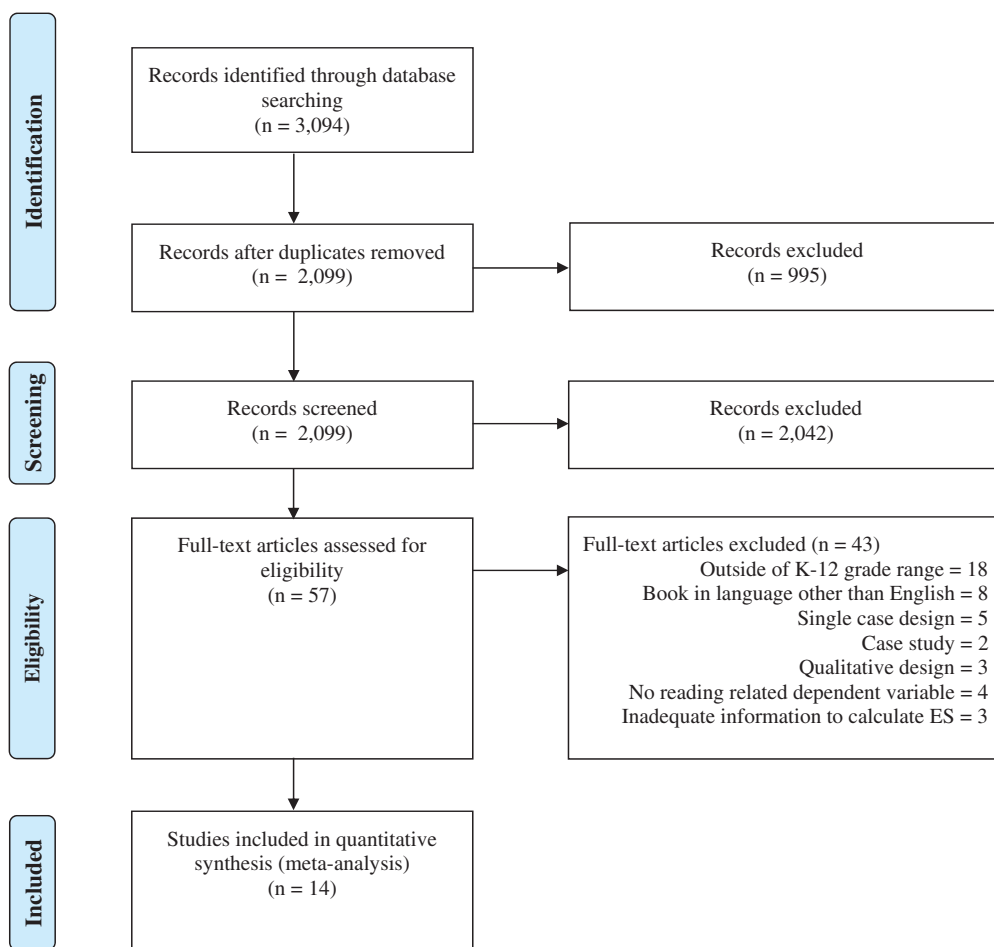 Identification
Records identified through database
searching
(n = 3,094)
Records after duplicates removed
(n = 2,099)
Records excluded
(n = 995)
Screening
Records screened
(n = 2,099)
Records excluded
(n = 2,042)
Eligibility
Full-text articles assessed for
eligibility
(n = 57)
Full-text articles excluded (n = 43)
Outside of K-12 grade range = 18
Book in language other than English = 8
Single case design = 5
Case study = 2
Qualitative design = 3
No reading related dependent variable = 4
Inadequate information to calculate ES = 3
Included
Studies included in quantitative
synthesis (meta-analysis)
(n = 14)